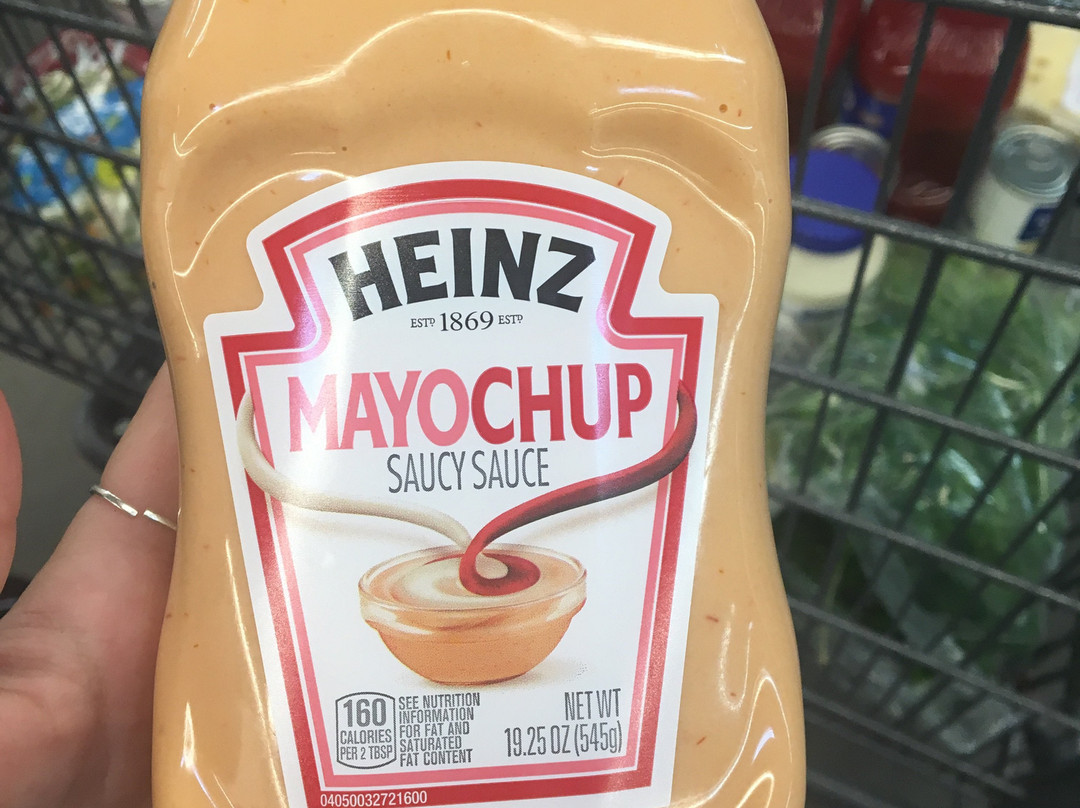 HEINZ
ESTD 1869 ESTD
MAYOCHUP
SAUCY SAUCE
160
CALORIES
PER 2 TBSP
SEE NUTRITION
INFORMATION
FOR FAT AND
SATURATED
FAT CONTENT
NET WT
19.25 OZ (545g)
04050032721600